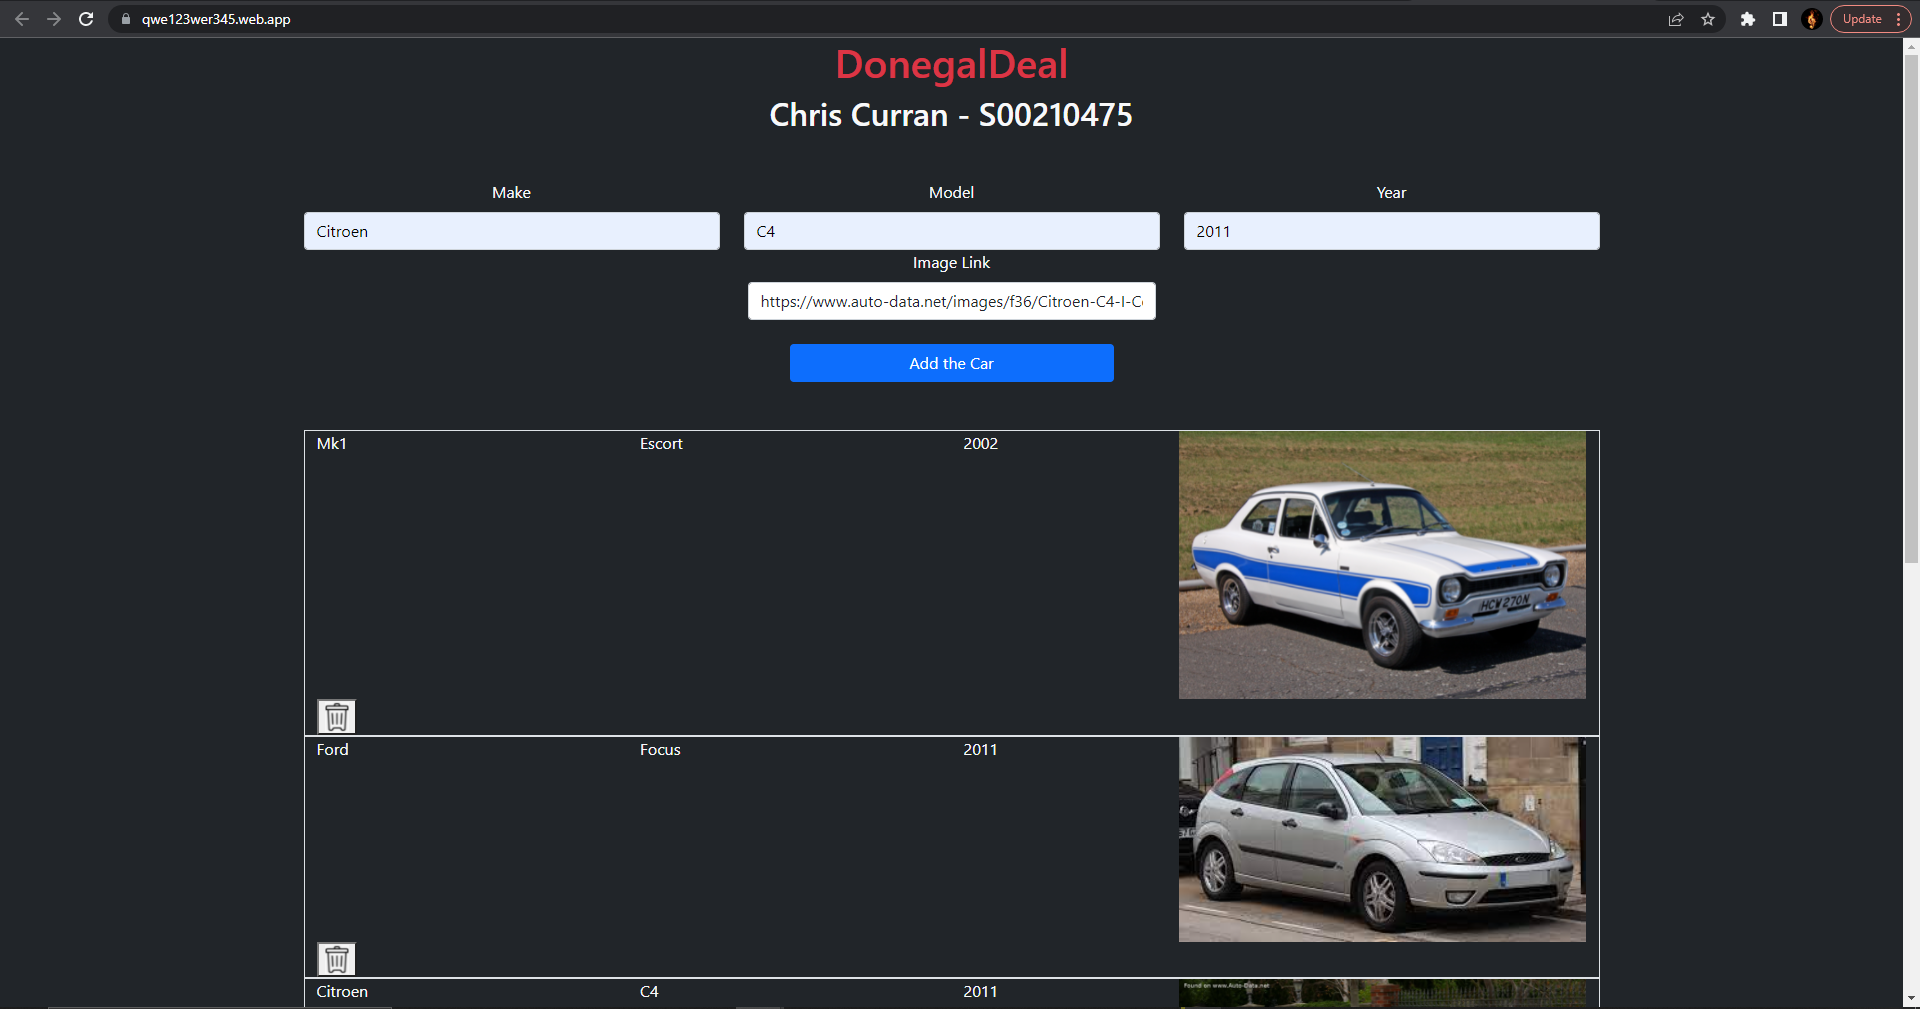 qwe123wer345.web.app
Update
DonegalDeal
Chris Curran - S00210475
Make Model Year
Citroen C4 2011
Image Link
https://www.auto-data.net/images/f36/Citroen-C4-I-C
Add the Car
Mk1 Escort 2002
HCW 270N
Ford Focus 2011
Citroen C4 2011
Found on www.Auto-Data.net